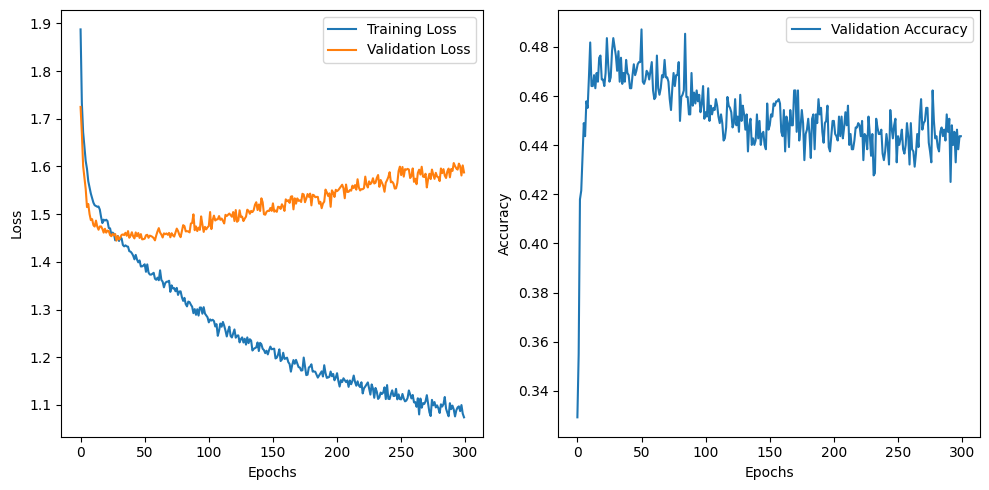 Training Loss
Validation Loss
1.9
1.8
1.7
1.6
1.5
1.4
1.3
1.2
1.1
Loss
0 50 100 150 200 250 300
Epochs
Validation Accuracy
0.48
0.46
0.44
0.42
0.40
0.38
0.36
0.34
Accuracy
0 50 100 150 200 250 300
Epochs